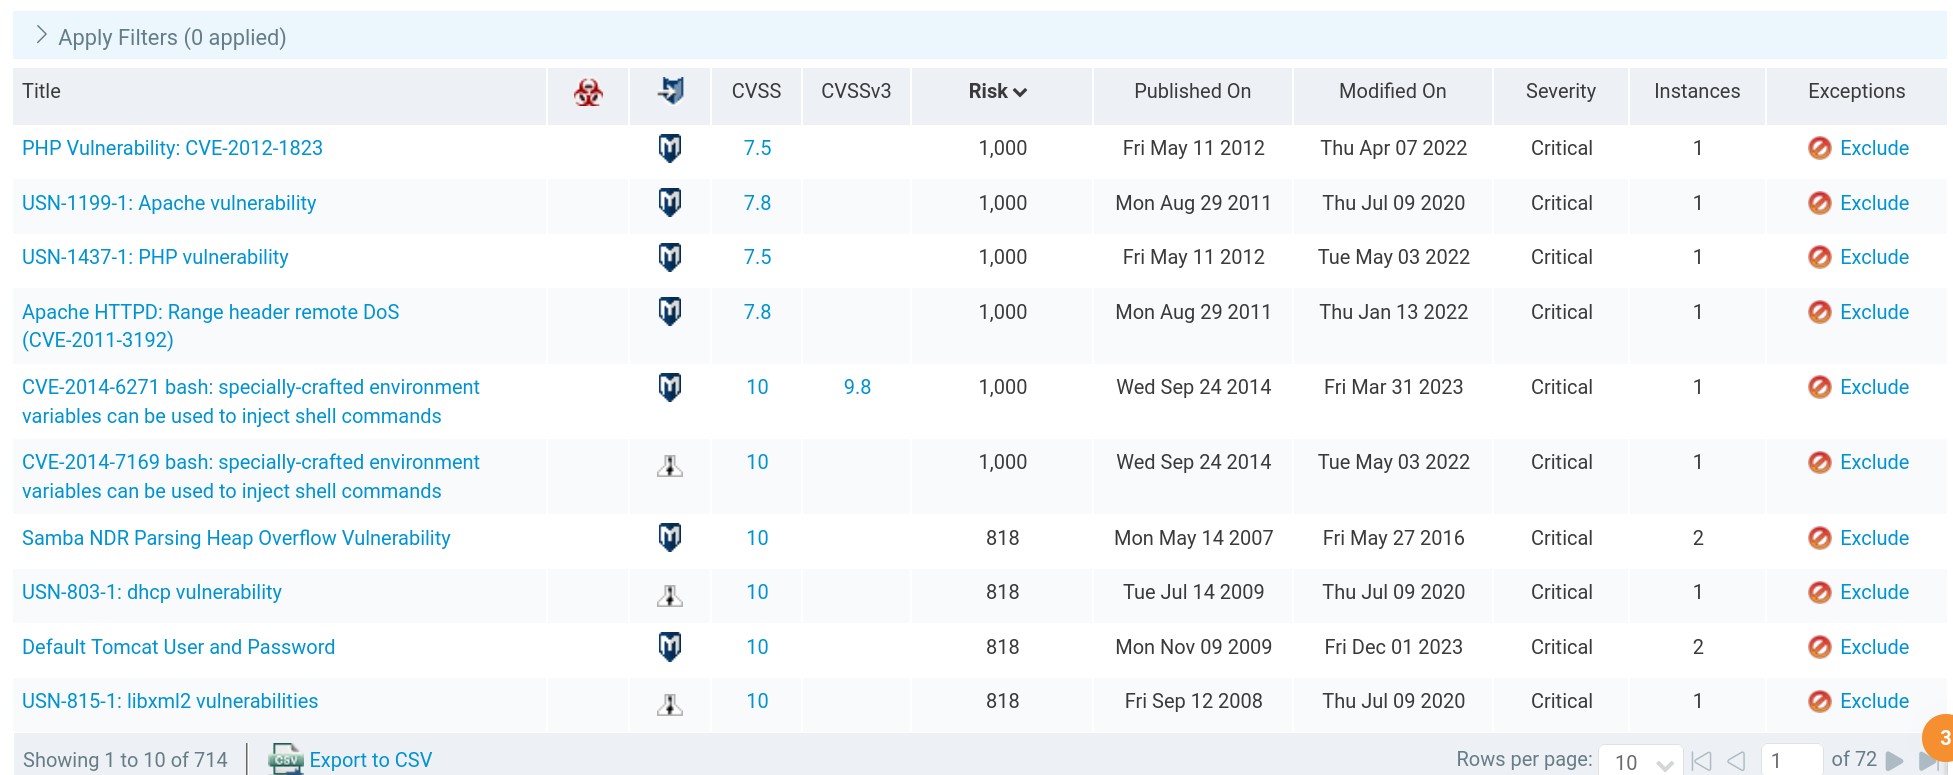 Apply Filters (0 applied)
Title CVSS CVSSv3 Risk Published On Modified On Severity Instances Exceptions
PHP Vulnerability: CVE-2012-1823 7.5 1,000 Fri May 11 2012 Thu Apr 07 2022 Critical 1 Exclude
USN-1199-1: Apache vulnerability 7.8 1,000 Mon Aug 29 2011 Thu Jul 09 2020 Critical 1 Exclude
USN-1437-1: PHP vulnerability 7.5 1,000 Fri May 11 2012 Tue May 03 2022 Critical 1 Exclude
Apache HTTPD: Range header remote DoS 7.8 1,000 Mon Aug 29 2011 Thu Jan 13 2022 Critical 1 Exclude
(CVE-2011-3192)
CVE-2014-6271 bash: specially-crafted environment 10 9.8 1,000 Wed Sep 24 2014 Fri Mar 31 2023 Critical 1 Exclude
variables can be used to inject shell commands
CVE-2014-7169 bash: specially-crafted environment 10 1,000 Wed Sep 24 2014 Tue May 03 2022 Critical 1 Exclude
variables can be used to inject shell commands
Samba NDR Parsing Heap Overflow Vulnerability 10 818 Mon May 14 2007 Fri May 27 2016 Critical 2 Exclude
USN-803-1: dhcp vulnerability 10 818 Tue Jul 14 2009 Thu Jul 09 2020 Critical 1 Exclude
Default Tomcat User and Password 10 818 Mon Nov 09 2009 Fri Dec 01 2023 Critical 2 Exclude
USN-815-1: libxml2 vulnerabilities 10 818 Fri Sep 12 2008 Thu Jul 09 2020 Critical 1 Exclude
3
Showing 1 to 10 of 714 CSV Export to CSV Rows per page: 10 1 of 72